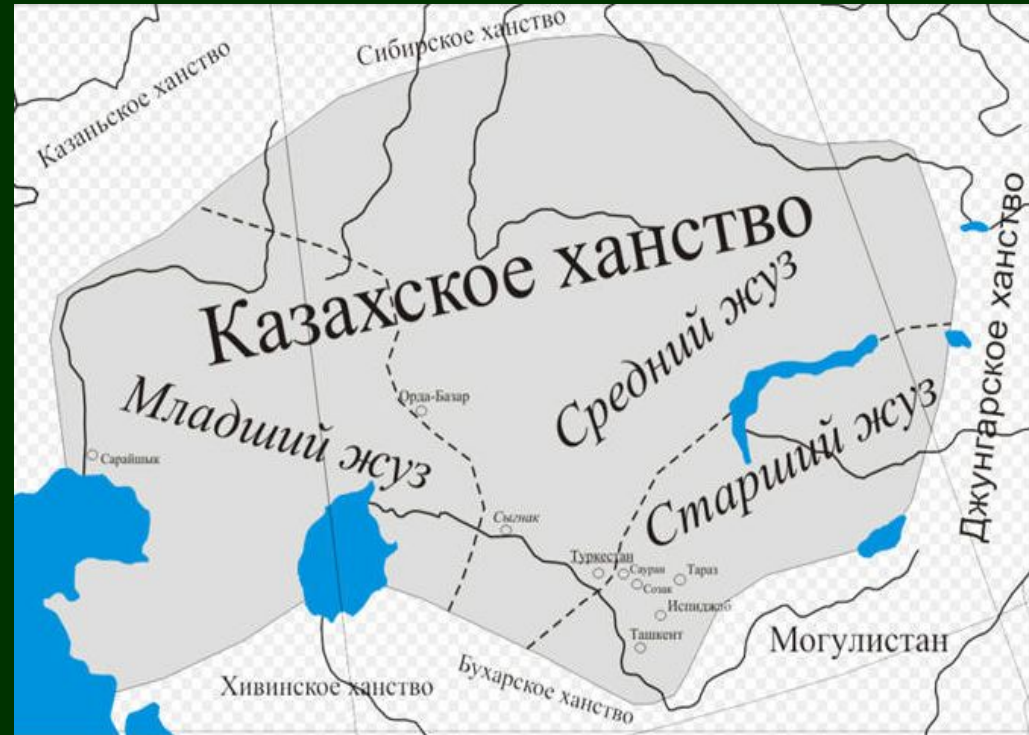 Казаньское ханство
Сибирское ханство
Казахское ханство
Младший жуз
Средний жуз
Старший жуз
Джунгарское ханство
Орда-Базар
Сарайшык
Сыгнак
Туркестан
Сауран
Созак
Тараз
Испиджаб
Ташкент
Могулистан
Хивинское ханство
Бухарское ханство